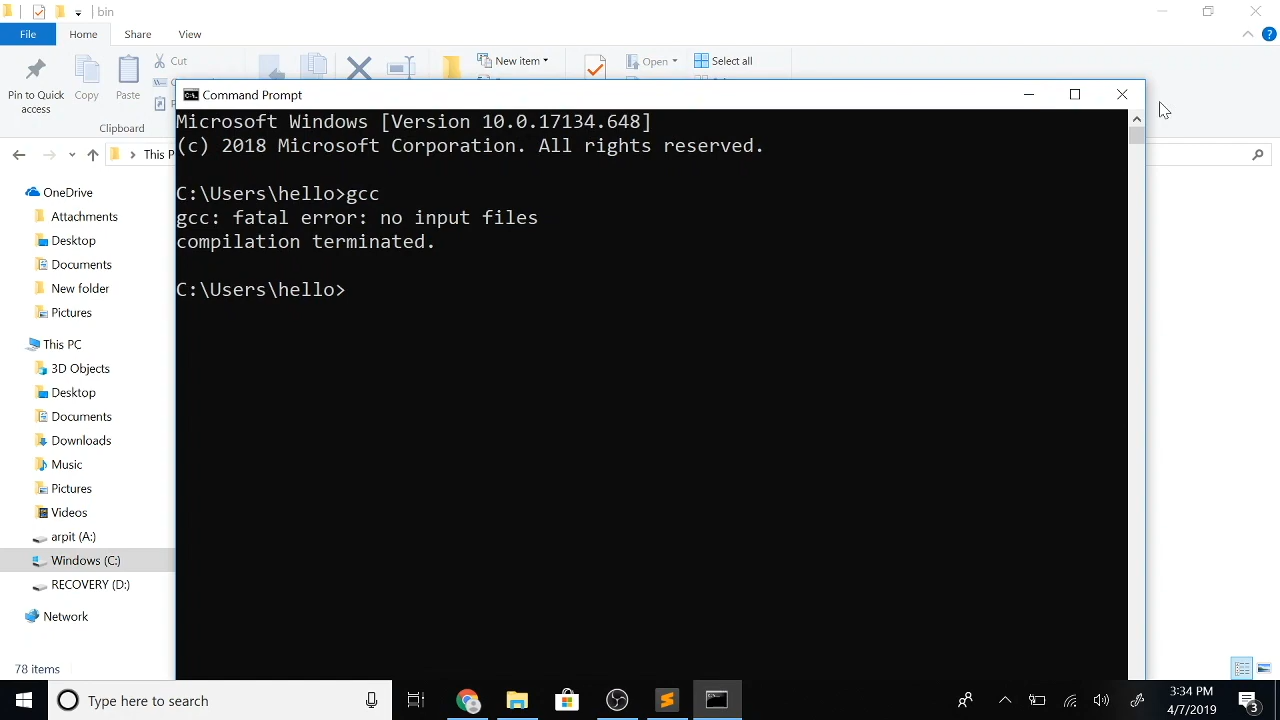 bin
File
Home
Share
View
Pin to Quick
access
Copy
Paste
Cut
Clipboard
New item
Open
Select all
This P
Command Prompt
Microsoft Windows [Version 10.0.17134.648]
(c) 2018 Microsoft Corporation. All rights reserved.
C:\Users\hello>gcc
gcc: fatal error: no input files
compilation terminated.
C:\Users\hello>
OneDrive
Attachments
Desktop
Documents
New folder
Pictures
This PC
3D Objects
Desktop
Documents
Downloads
Music
Pictures
Videos
arpit (A:)
Windows (C:)
RECOVERY (D:)
Network
78 items
Type here to search
3:34 PM
4/7/2019
3